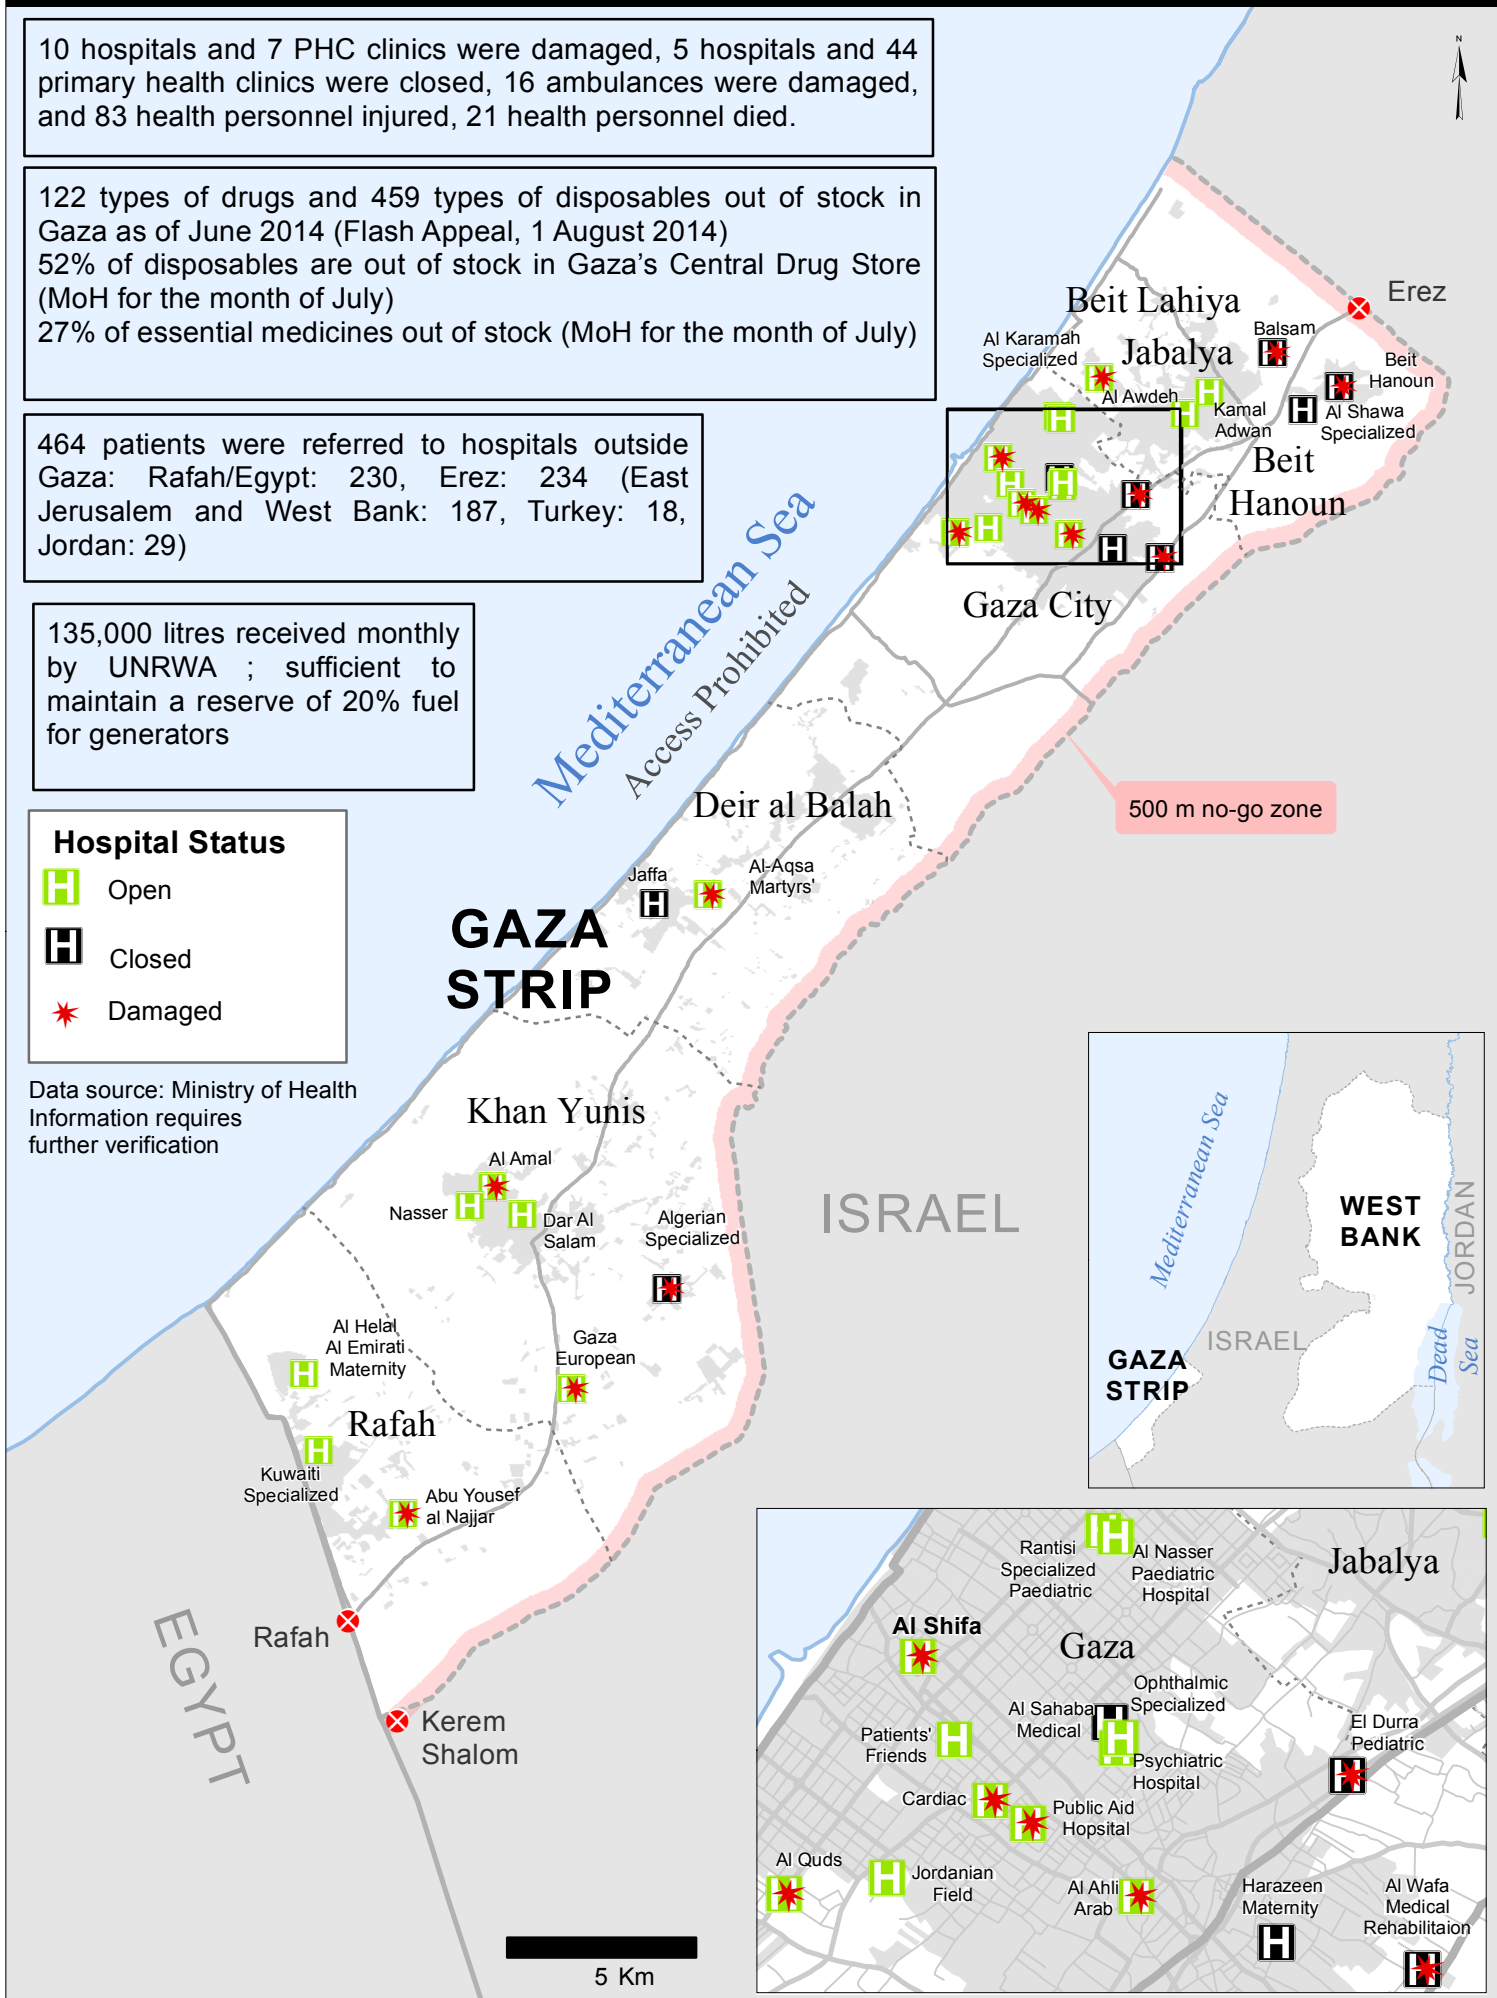 10 hospitals and 7 PHC clinics were damaged, 5 hospitals and 44
primary health clinics were closed, 16 ambulances were damaged,
and 83 health personnel injured, 21 health personnel died.
122 types of drugs and 459 types of disposables out of stock in
Gaza as of June 2014 (Flash Appeal, 1 August 2014)
52% of disposables are out of stock in Gaza's Central Drug Store
(MoH for the month of July)
27% of essential medicines out of stock (MoH for the month of July)
464 patients were referred to hospitals outside
Gaza: Rafah/Egypt: 230, Erez: 234 (East
Jerusalem and West Bank: 187, Turkey: 18,
Jordan: 29)
135,000 litres received monthly
by UNRWA ; sufficient to
maintain a reserve of 20% fuel
for generators
Hospital Status
H Open
H Closed
Damaged
Data source: Ministry of Health
Information requires
further verification
N
Mediterranean Sea
Access Prohibited
Erez
Beit Lahiya
Balsam
Al Karamah
Specialized
Jabalya
Beit
Hanoun
Al Awdeh
Kamal
Adwan
Al Shawa
Specialized
Beit
Hanoun
Gaza City
500 m no-go zone
Deir al Balah
Jaffa
Al-Aqsa
Martyrs'
GAZA
STRIP
Khan Yunis
Al Amal
Nasser
Dar Al
Salam
Algerian
Specialized
ISRAEL
Al Helal
Al Emirati
Maternity
Gaza
European
Rafah
Kuwaiti
Specialized
Abu Yousef
al Najjar
Rafah
EGYPT
Kerem
Shalom
5 Km
Mediterranean Sea
WEST
BANK
JORDAN
ISRAEL
GAZA
STRIP
Dead
Sea
Rantisi
Specialized
Paediatric
Al Nasser
Paediatric
Hospital
Jabalya
Al Shifa
Gaza
Ophthalmic
Specialized
Al Sahaba
Medical
Patients'
Friends
Psychiatric
Hospital
El Durra
Pediatric
Cardiac
Public Aid
Hopsital
Al Quds
Jordanian
Field
Al Ahli
Arab
Harazeen
Maternity
Al Wafa
Medical
Rehabilitaion